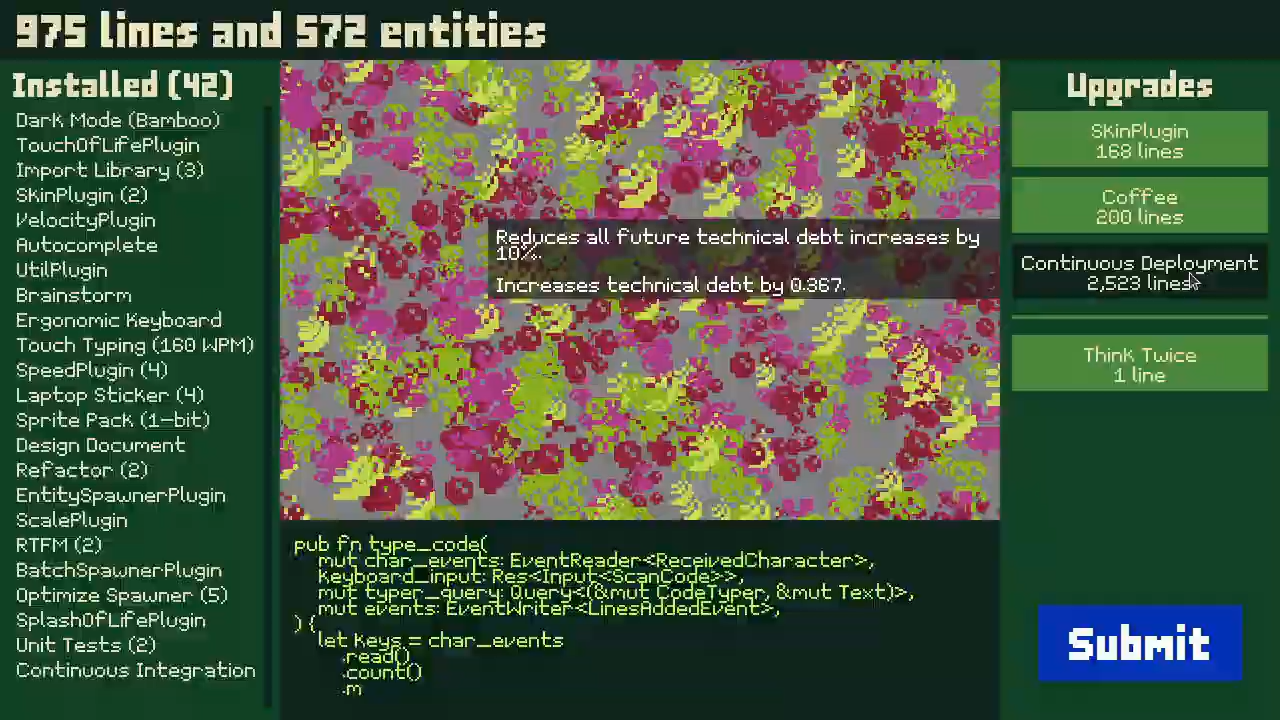 975 lines and 572 entities
Installed (42)
Dark Mode (Bamboo)
TouchOfLifePlugin
Import Library (3)
SkinPlugin (2)
VelocityPlugin
Autocomplete
UtilPlugin
Brainstorm
Ergonomic Keyboard
Touch Typing (160 WPM)
SpeedPlugin (4)
Laptop Sticker (4)
Sprite Pack (1-bit)
Design Document
Refactor (2)
EntitySpawnerPlugin
ScalePlugin
RTFM (2)
BatchSpawnerPlugin
Optimize Spawner (5)
SplashOfLifePlugin
Unit Tests (2)
Continuous Integration
Reduces all future technical debt increases by
10%.
Increases technical debt by 0.367.
pub fn type_code(
mut char_events: EventReader<ReceivedCharacter>,
keyboard_input: Res<Input<ScanCode>>,
mut typer_query: Query<(&mut CodeTyper, &mut Text)>,
mut events: EventWriter<LinesAddedEvent>,
) {
let keys = char_events
.read()
.count()
.m
Upgrades
SkinPlugin
168 lines
Coffee
200 lines
Continuous Deployment
2,523 lines
Think Twice
1 line
Submit